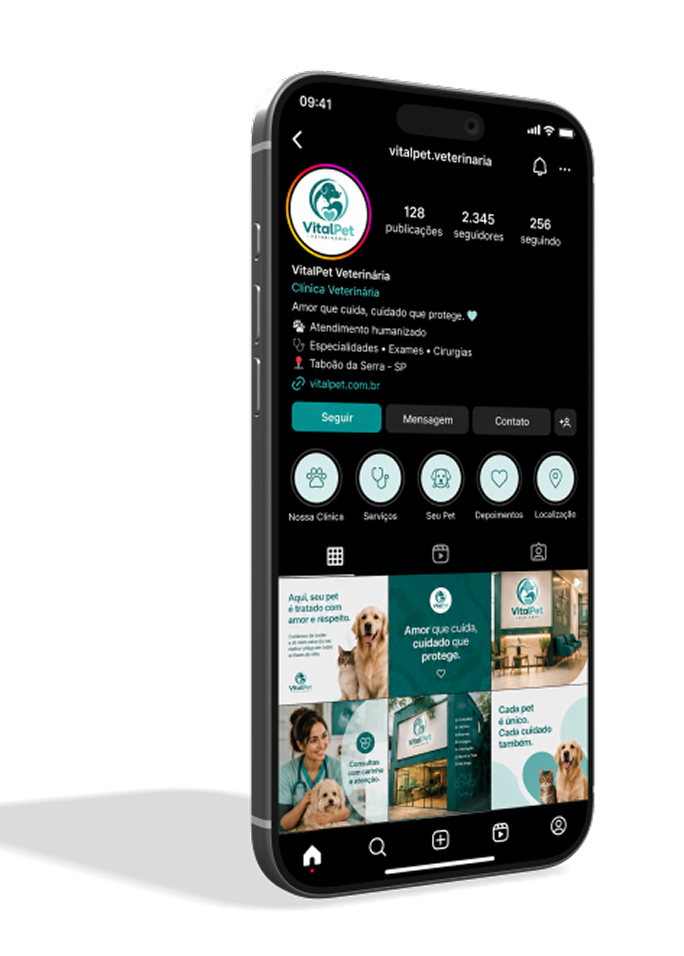 09:41
vitalpet.veterinaria
VitalPet
VETERINÁRIA
128
publicações
2.345
seguidores
256
seguindo
VitalPet Veterinária
Clínica Veterinária
Amor que cuida, cuidado que protege.
Atendimento humanizado
Especialidades • Exames • Cirurgias
Taboão da Serra - SP
vitalpet.com.br
Seguir
Mensagem
Contato
Nossa Clínica
Serviços
Seu Pet
Depoimentos
Localização
Aqui, seu pet
é tratado com
amor e respeito.
VitalPet
VitalPet
Amor que cuida,
cuidado que
protege.
VitalPet
Consultas
com carinho
e atenção.
VitalPet
Cada pet
é único.
Cada cuidado
também.